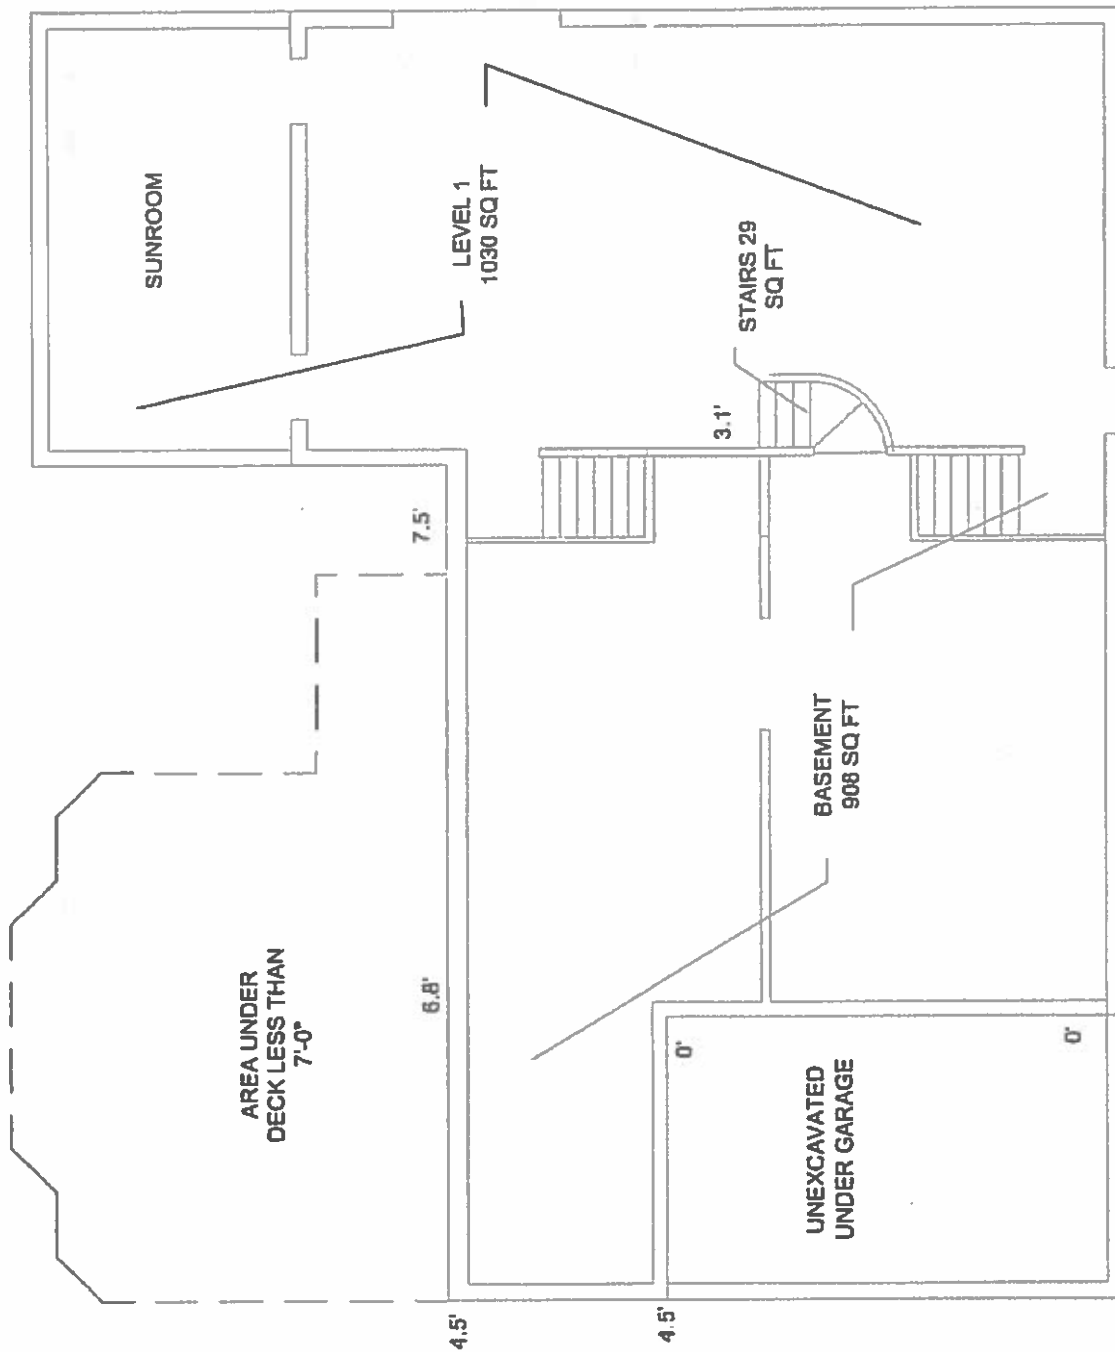 SUNROOM
LEVEL 1
1030 SQ FT
STAIRS 29
SQ FT
3.1'
7.5'
AREA UNDER
DECK LESS THAN
7'-0"
6.8'
BASEMENT
908 SQ FT
UNEXCAVATED
UNDER GARAGE
0'
0'
4.5'
4.5'